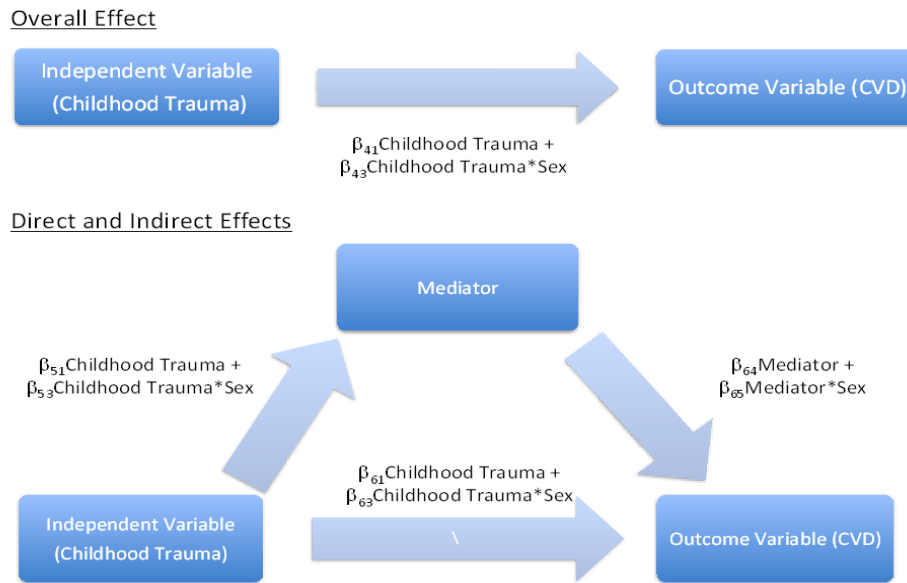 Overall Effect
Independent Variable
(Childhood Trauma)
Outcome Variable (CVD)
β41Childhood Trauma +
β43Childhood Trauma*Sex
Direct and Indirect Effects
Mediator
β51Childhood Trauma +
β53Childhood Trauma*Sex
β64Mediator +
β65Mediator*Sex
β61Childhood Trauma +
β63Childhood Trauma*Sex
Independent Variable
(Childhood Trauma)
\
Outcome Variable (CVD)